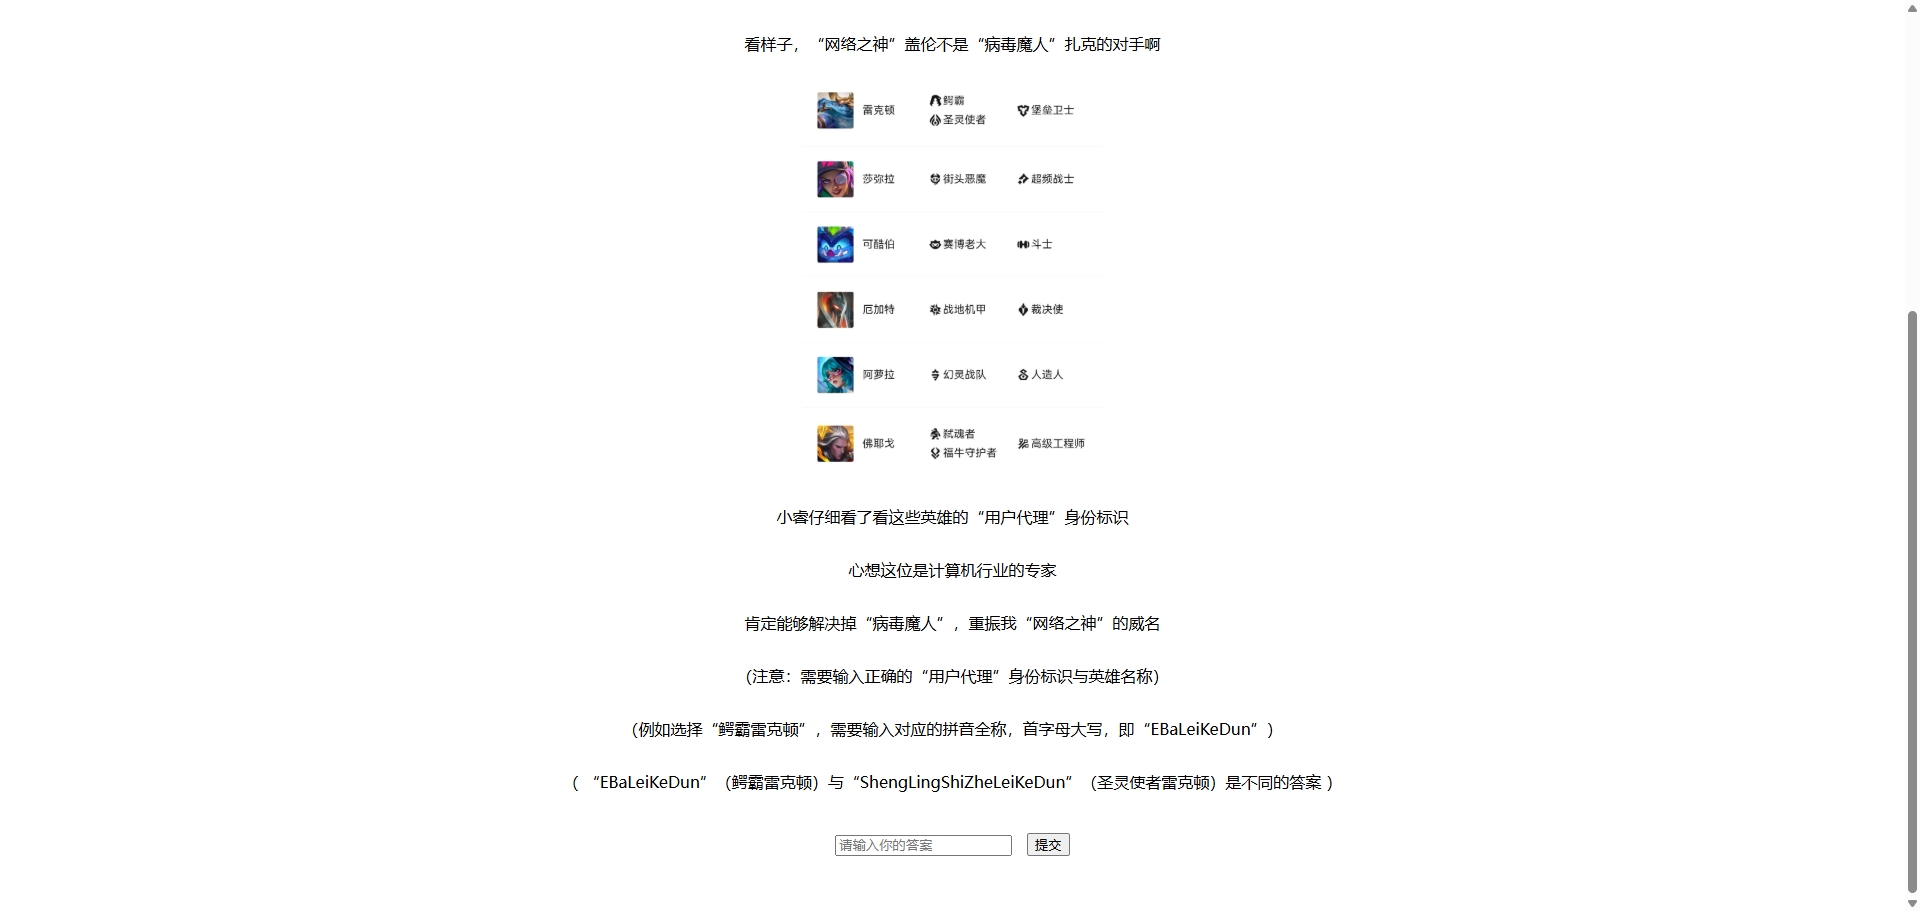 看样子，“网络之神”盖伦不是“病毒魔人”扎克的对手啊
雷克顿 鳄霸 圣灵使者 堡垒卫士
莎弥拉 街头恶魔 超频战士
可酷伯 赛博老大 斗士
厄加特 战地机甲 裁决使
阿萝拉 幻灵战队 人造人
佛耶戈 弑魂者 福牛守护者 高级工程师
小睿仔细看了看这些英雄的“用户代理”身份标识
心想这位是计算机行业的专家
肯定能够解决掉“病毒魔人”，重振我“网络之神”的威名
（注意：需要输入正确的“用户代理”身份标识与英雄名称）
（例如选择“鳄霸雷克顿”，需要输入对应的拼音全称，首字母大写，即“EBaLeiKeDun”）
（ “EBaLeiKeDun”（鳄霸雷克顿）与“ShengLingShiZheLeiKeDun”（圣灵使者雷克顿）是不同的答案 ）
请输入你的答案 提交